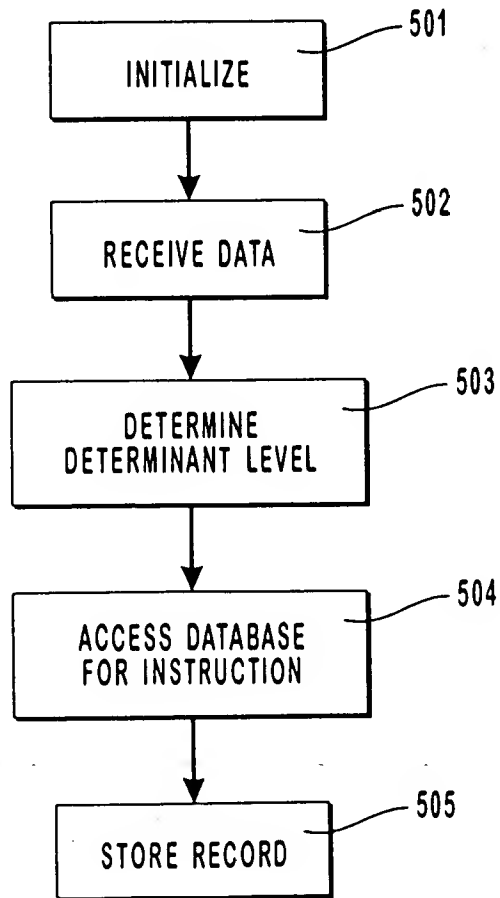 501
INITIALIZE
502
RECEIVE DATA
503
DETERMINE
DETERMINANT LEVEL
504
ACCESS DATABASE
FOR INSTRUCTION
505
STORE RECORD